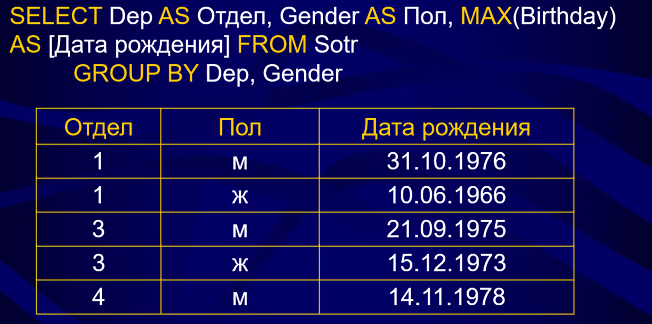 SELECT Dep AS Отдел, Gender AS Пол, MAX(Birthday)
AS [Дата рождения] FROM Sotr
GROUP BY Dep, Gender
Отдел Пол Дата рождения
1 м 31.10.1976
1 ж 10.06.1966
3 м 21.09.1975
3 ж 15.12.1973
4 м 14.11.1978